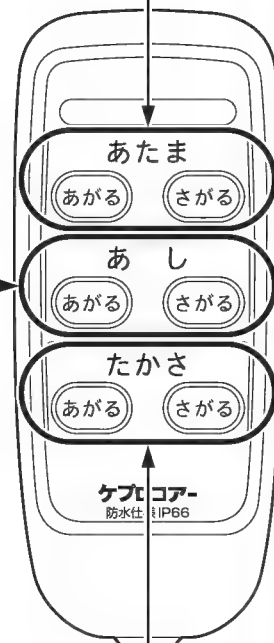 あたま
あがる さがる
あし
あがる さがる
たかさ
あがる さがる
ケプロコアー
防水仕様IP66